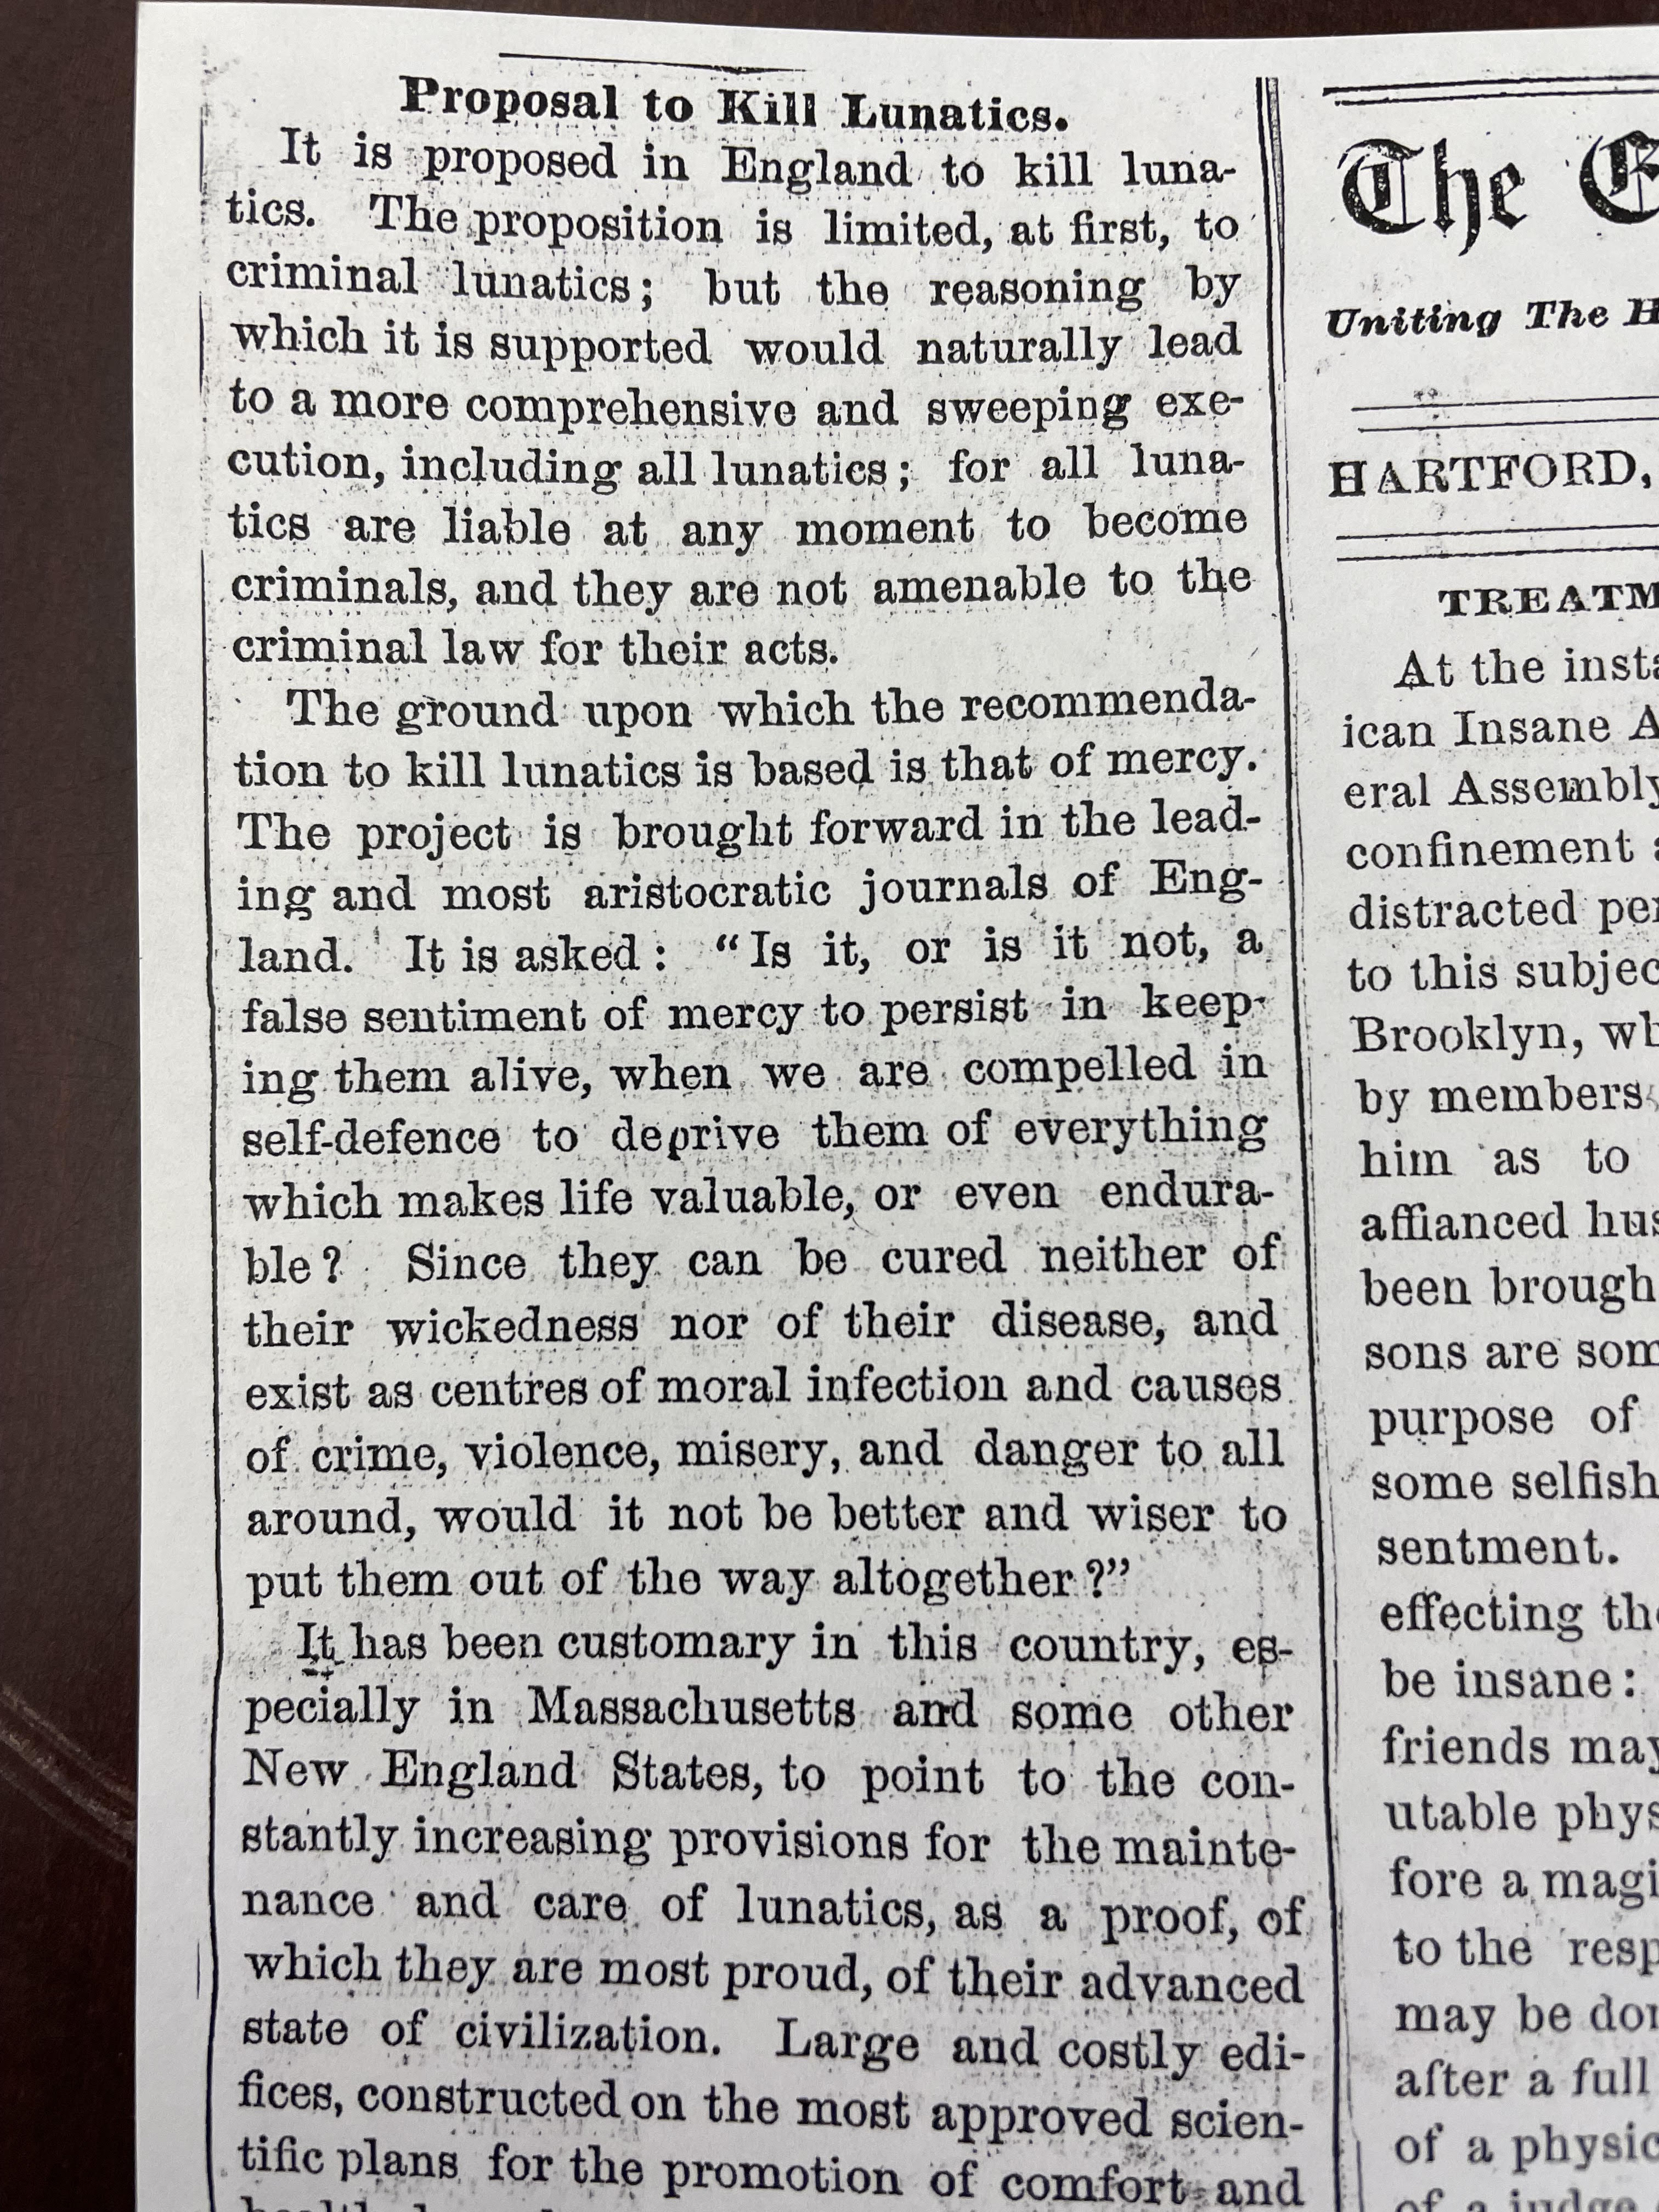 Proposal to Kill Lunatics.
It is proposed in England to kill luna-
tics. The proposition is limited, at first, to
criminal lunatics; but the reasoning by
which it is supported would naturally lead
to a more comprehensive and sweeping exe-
cution, including all lunatics; for all luna-
tics are liable at any moment to become
criminals, and they are not amenable to the
criminal law for their acts.
The ground upon which the recommenda-
tion to kill lunatics is based is that of mercy.
The project is brought forward in the lead-
ing and most aristocratic journals of Eng-
land. It is asked: "Is it, or is it not, a
false sentiment of mercy to persist in keep-
ing them alive, when we are compelled in
self-defence to deprive them of everything
which makes life valuable, or even endura-
ble? Since they can be cured neither of
their wickedness nor of their disease, and
exist as centres of moral infection and causes
of crime, violence, misery, and danger to all
around, would it not be better and wiser to
put them out of the way altogether?"
It has been customary in this country, es-
pecially in Massachusetts and some other
New England States, to point to the con-
stantly increasing provisions for the mainte-
nance and care of lunatics, as a proof, of
which they are most proud, of their advanced
state of civilization. Large and costly edi-
fices, constructed on the most approved scien-
tific plans for the promotion of comfort and
The
Uniting The H
HARTFORD,
TREATM
At the insta
ican Insane A
eral Assembly
confinement a
distracted per
to this subjec
Brooklyn, wh
by members
him as to
affianced hus
been brough
sons are som
purpose of
some selfish
sentment.
effecting the
be insane:
friends may
utable phys
fore a magi
to the resp
may be don
after a full
of a physic
of a judge